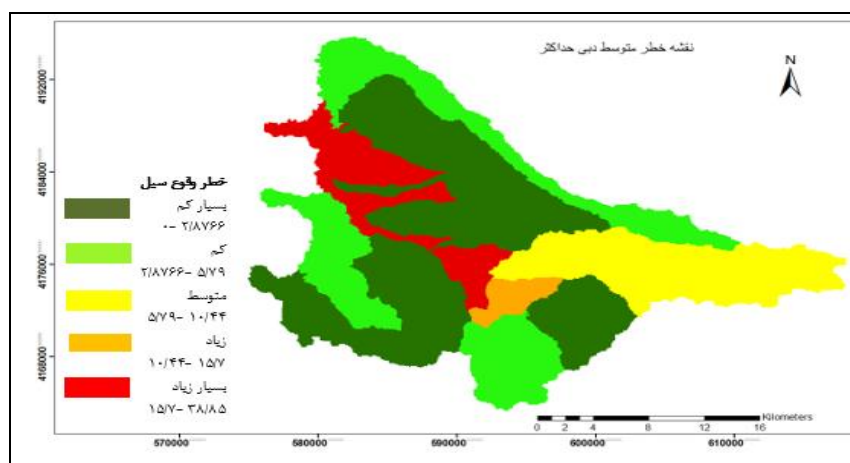 نقشه خطر متوسط دبی حداکثر
N
4192000
4184000
4176000
4168000
خطر وقوع سیل
بسیار کم
۰- ۲/۸۷۶۶
کم
۲/۸۷۶۶- ۵/۷۹
متوسط
۵/۷۹- ۱۰/۴۴
زیاد
۱۰/۴۴- ۱۵/۷
بسیار زیاد
۱۵/۷- ۳۸/۸۵
Kilometers
0 2 4 8 12 16
570000 580000 590000 600000 610000